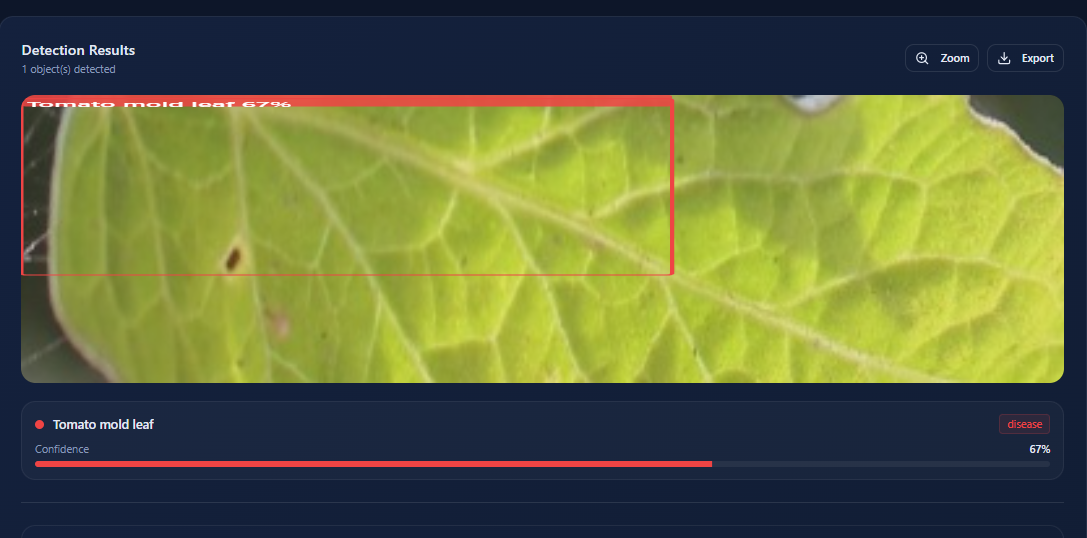 Detection Results
1 object(s) detected
Zoom
Export
Tomato mold leaf 67%
Tomato mold leaf
disease
Confidence
67%